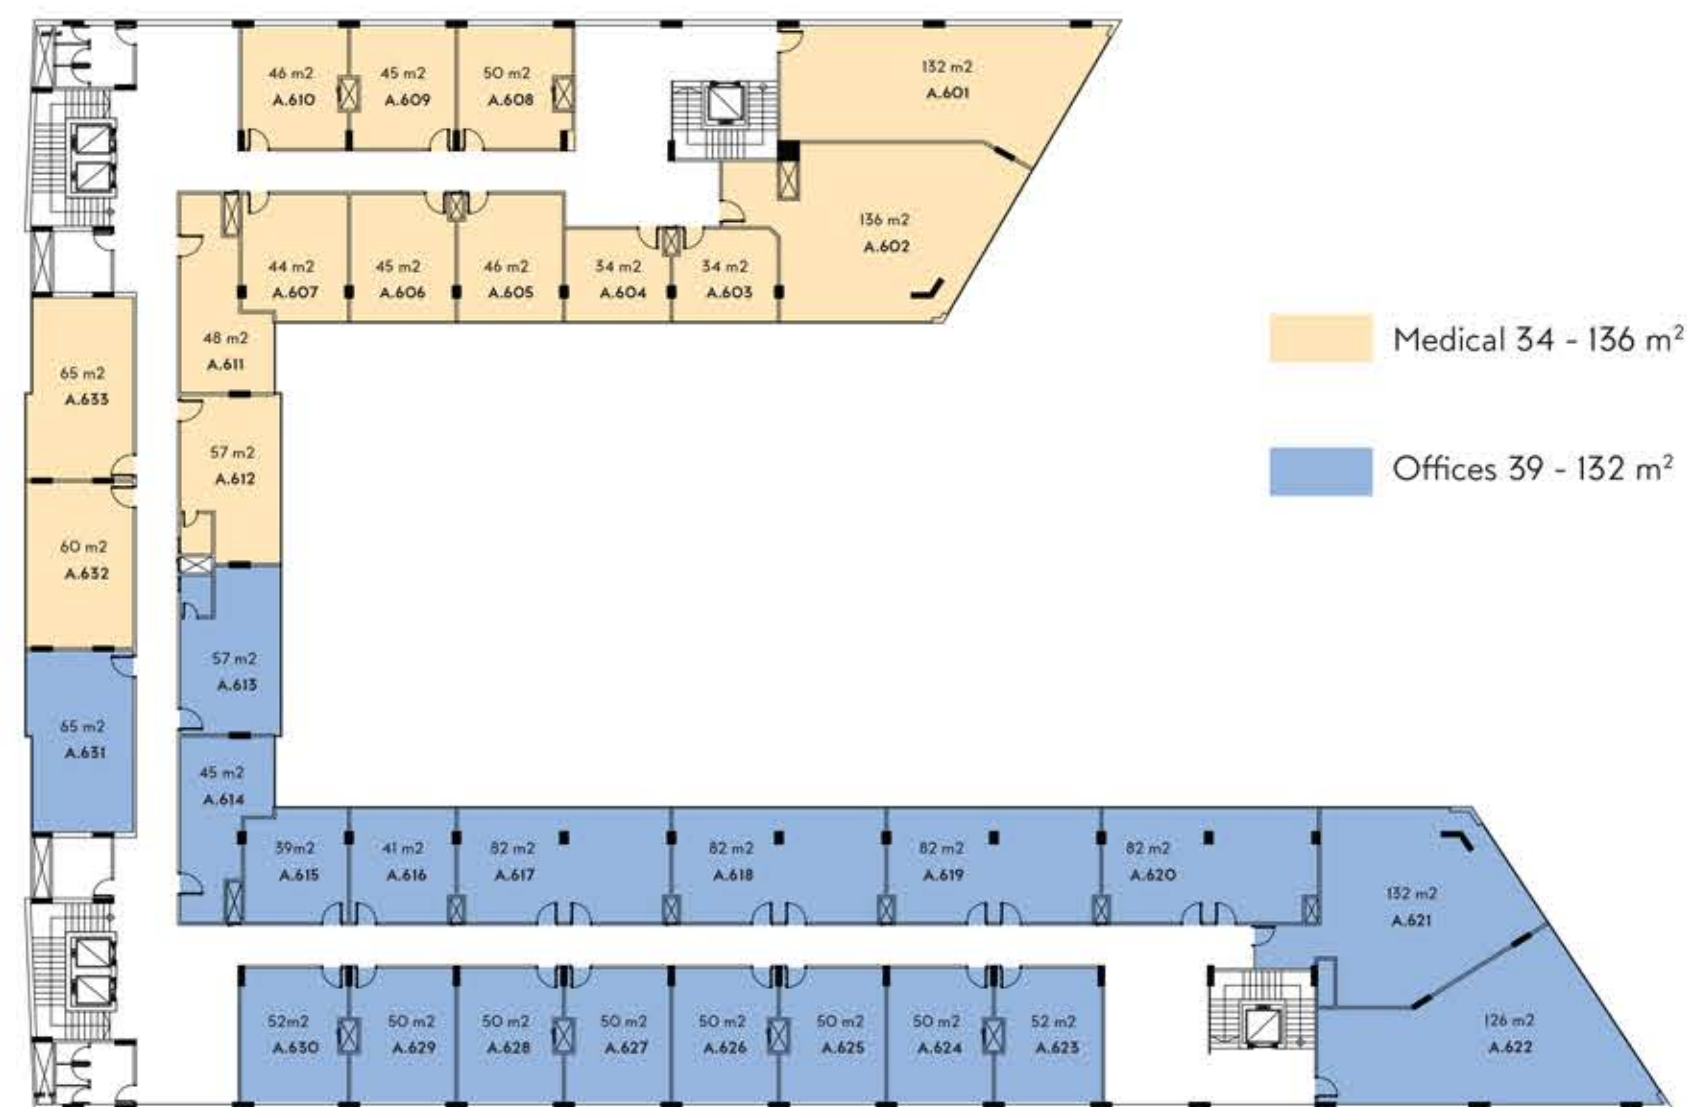 46 m2
A.610
45 m2
A.609
50 m2
A.608
132 m2
A.601
136 m2
A.602
44 m2
A.607
45 m2
A.606
46 m2
A.605
34 m2
A.604
34 m2
A.603
48 m2
A.611
65 m2
A.633
57 m2
A.612
60 m2
A.632
57 m2
A.613
65 m2
A.631
45 m2
A.614
Medical 34 - 136 m²
Offices 39 - 132 m²
39m2
A.615
41 m2
A.616
82 m2
A.617
82 m2
A.618
82 m2
A.619
82 m2
A.620
132 m2
A.621
52m2
A.630
50 m2
A.629
50 m2
A.628
50 m2
A.627
50 m2
A.626
50 m2
A.625
50 m2
A.624
52 m2
A.623
126 m2
A.622